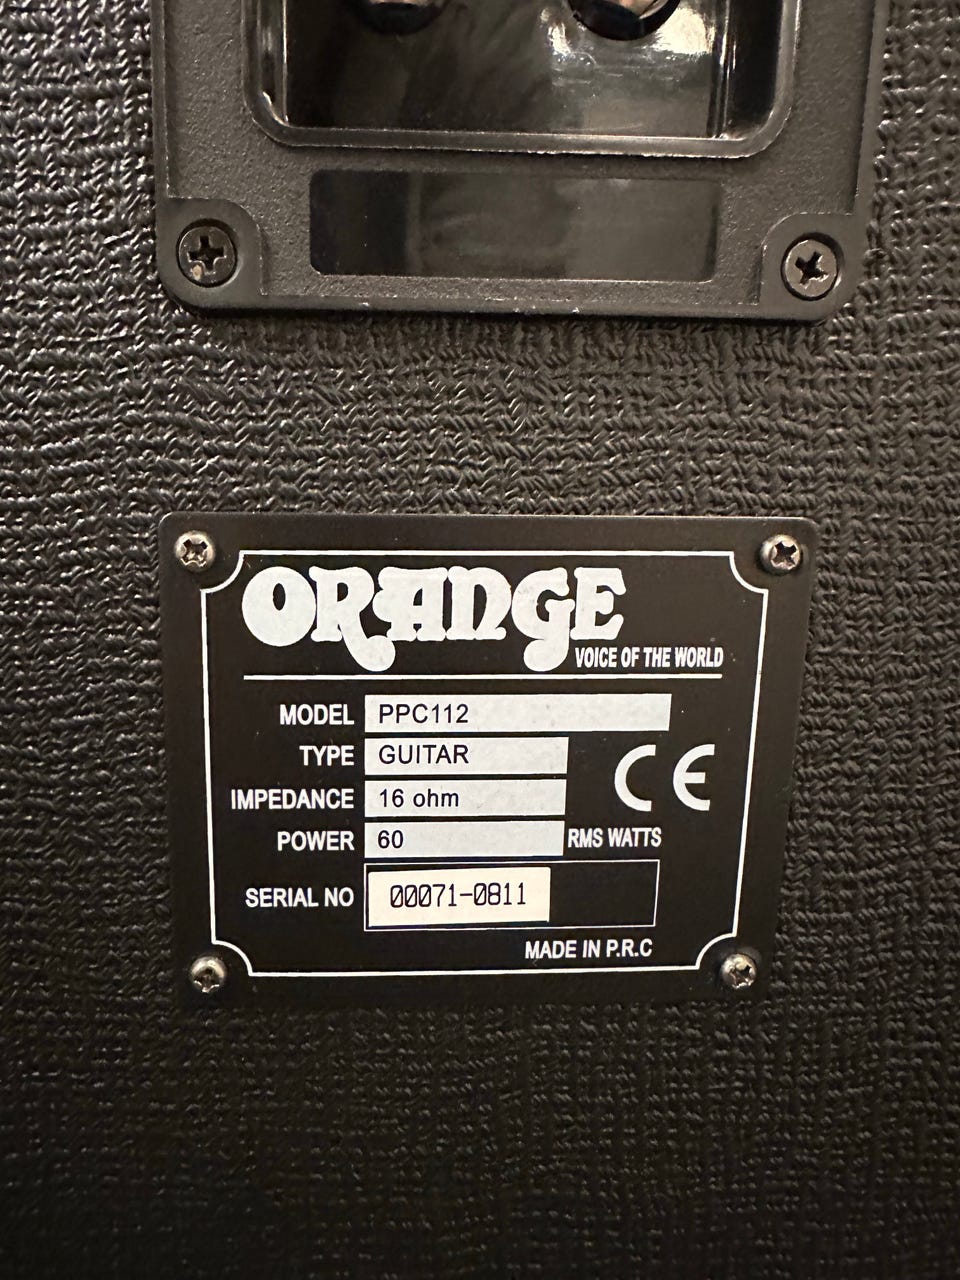 ORANGE
VOICE OF THE WORLD
MODEL PPC112
TYPE GUITAR
CE
IMPEDANCE 16 ohm
POWER 60 RMS WATTS
SERIAL NO 00071-0811
MADE IN P.R.C